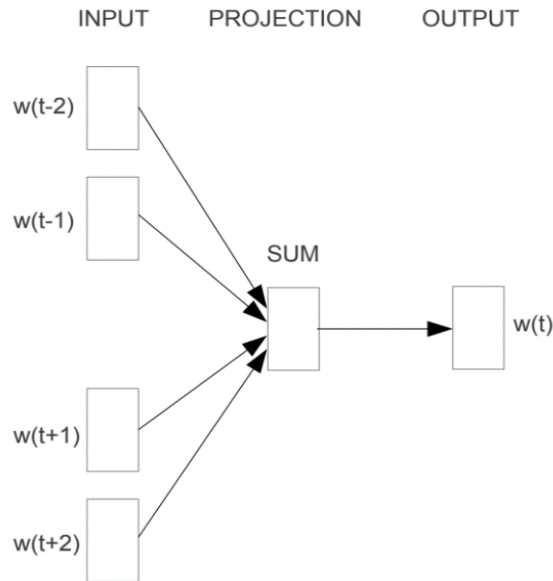 INPUT PROJECTION OUTPUT
w(t-2)
w(t-1)
SUM
w(t)
w(t+1)
w(t+2)